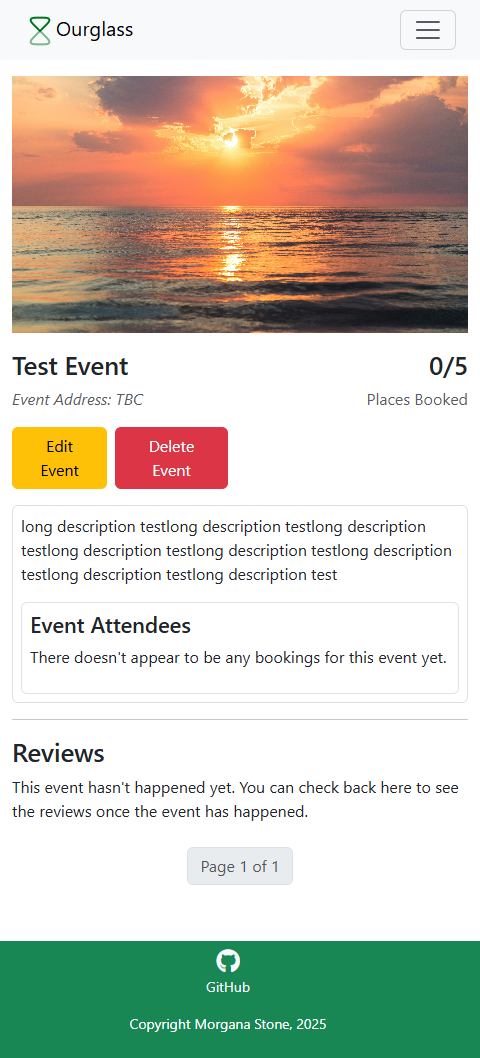 Ourglass
Test Event
0/5
Event Address: TBC
Places Booked
Edit
Event
Delete
Event
long description testlong description testlong description
testlong description testlong description testlong description
testlong description testlong description test
Event Attendees
There doesn't appear to be any bookings for this event yet.
Reviews
This event hasn't happened yet. You can check back here to see
the reviews once the event has happened.
Page 1 of 1
GitHub
Copyright Morgana Stone, 2025